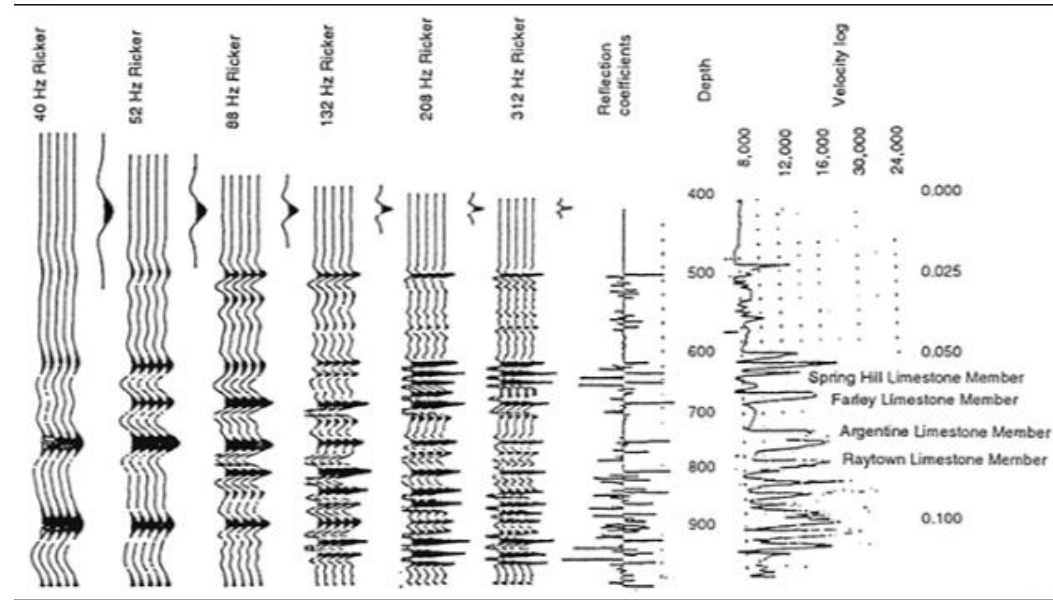 40 Hz Ricker
52 Hz Ricker
88 Hz Ricker
132 Hz Ricker
208 Hz Ricker
312 Hz Ricker
Reflection
coefficients
Depth
Velocity log
8,000
12,000
16,000
30,000
24,000
400
0.000
500
0.025
600
0.050
Spring Hill Limestone Member
Farley Limestone Member
700
Argentine Limestone Member
Raytown Limestone Member
800
900
0.100